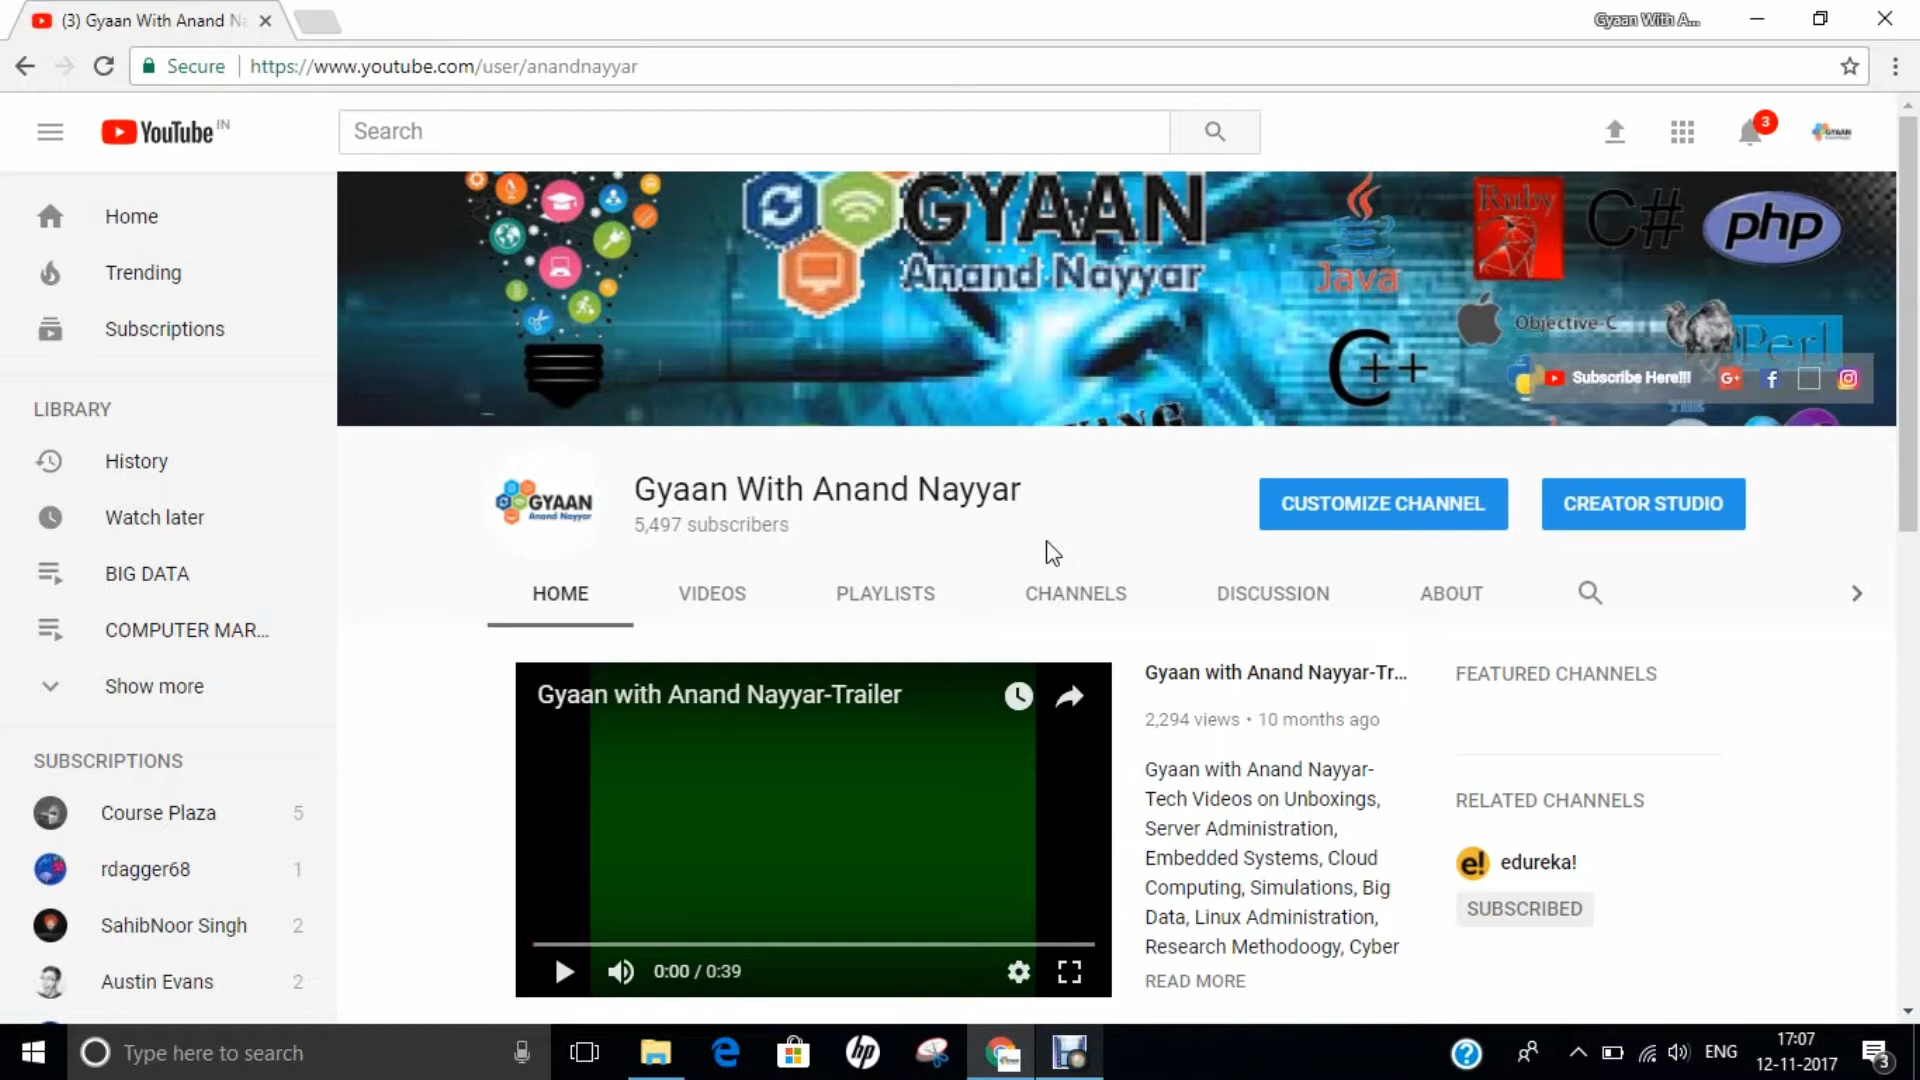 (3) Gyaan With Anand Na
Gyaan With A...
Secure
https://www.youtube.com/user/anandnayyar
YouTube IN
Search
3
GYAAN
Home
Trending
Subscriptions
LIBRARY
History
Watch later
BIG DATA
COMPUTER MAR...
Show more
SUBSCRIPTIONS
Course Plaza 5
rdagger68 1
SahibNoor Singh 2
Austin Evans 2
GYAAN
Anand Nayyar
Java
Ruby
C#
php
Objective-C
Perl
C++
Subscribe Here!!!
G+
THE
GYAAN
Anand Nayyar
Gyaan With Anand Nayyar
5,497 subscribers
CUSTOMIZE CHANNEL
CREATOR STUDIO
HOME VIDEOS PLAYLISTS CHANNELS DISCUSSION ABOUT
Gyaan with Anand Nayyar-Trailer
0:00 / 0:39
Gyaan with Anand Nayyar-Tr...
2,294 views • 10 months ago
Gyaan with Anand Nayyar-
Tech Videos on Unboxings,
Server Administration,
Embedded Systems, Cloud
Computing, Simulations, Big
Data, Linux Administration,
Research Methodoogy, Cyber
READ MORE
FEATURED CHANNELS
RELATED CHANNELS
e!
edureka!
SUBSCRIBED
Type here to search
hp
ENG
17:07
12-11-2017
3